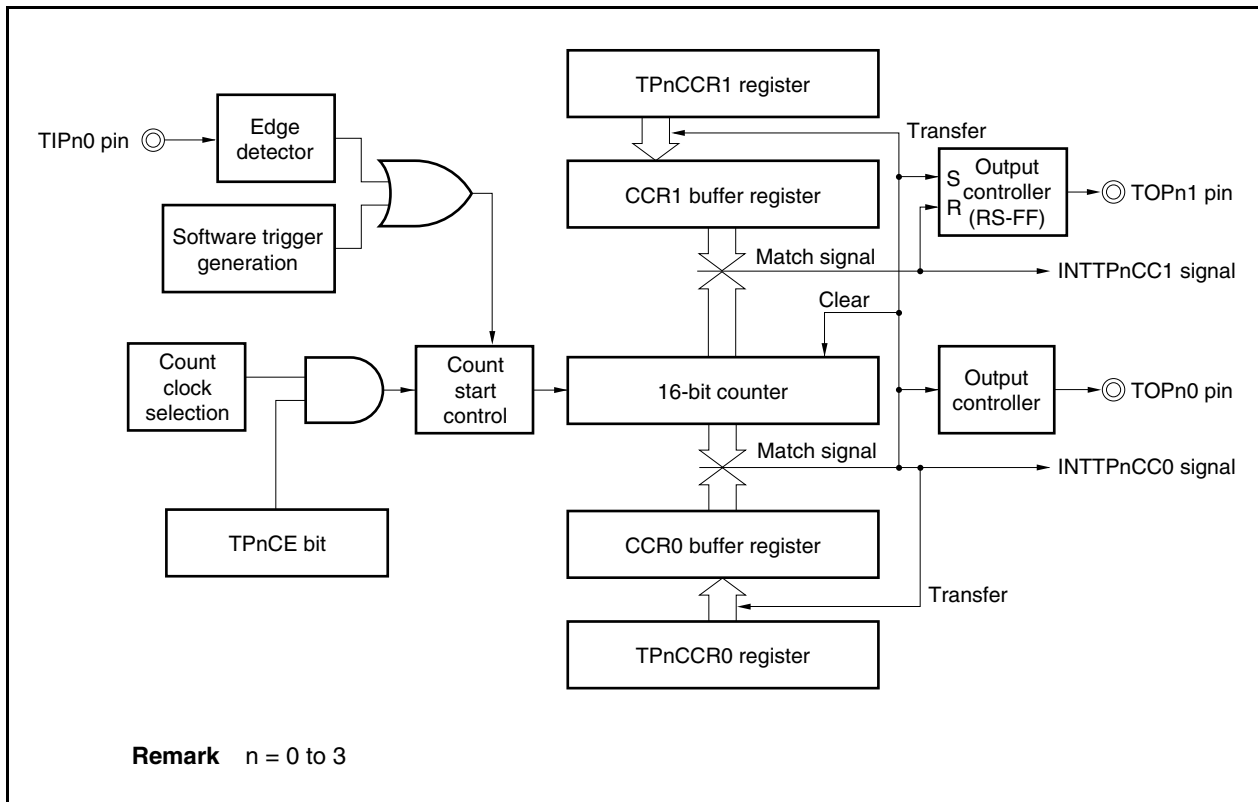 TPnCCR1 register
TIPn0 pin
Edge
detector
Transfer
CCR1 buffer register
S
R
Output
controller
(RS-FF)
TOPn1 pin
Software trigger
generation
Match signal
INTTPnCC1 signal
Clear
Count
clock
selection
Count
start
control
16-bit counter
Output
controller
TOPn0 pin
Match signal
INTTPnCC0 signal
TPnCE bit
CCR0 buffer register
Transfer
TPnCCR0 register
Remark n = 0 to 3